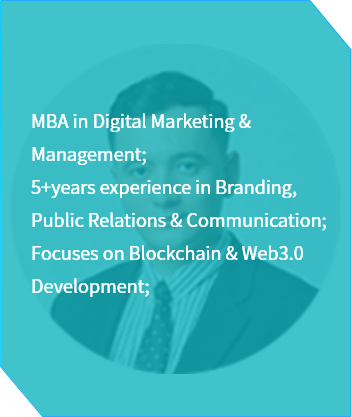 MBA in Digital Marketing &
Management;
5+years experience in Branding,
Public Relations & Communication;
Focuses on Blockchain & Web3.0
Development;